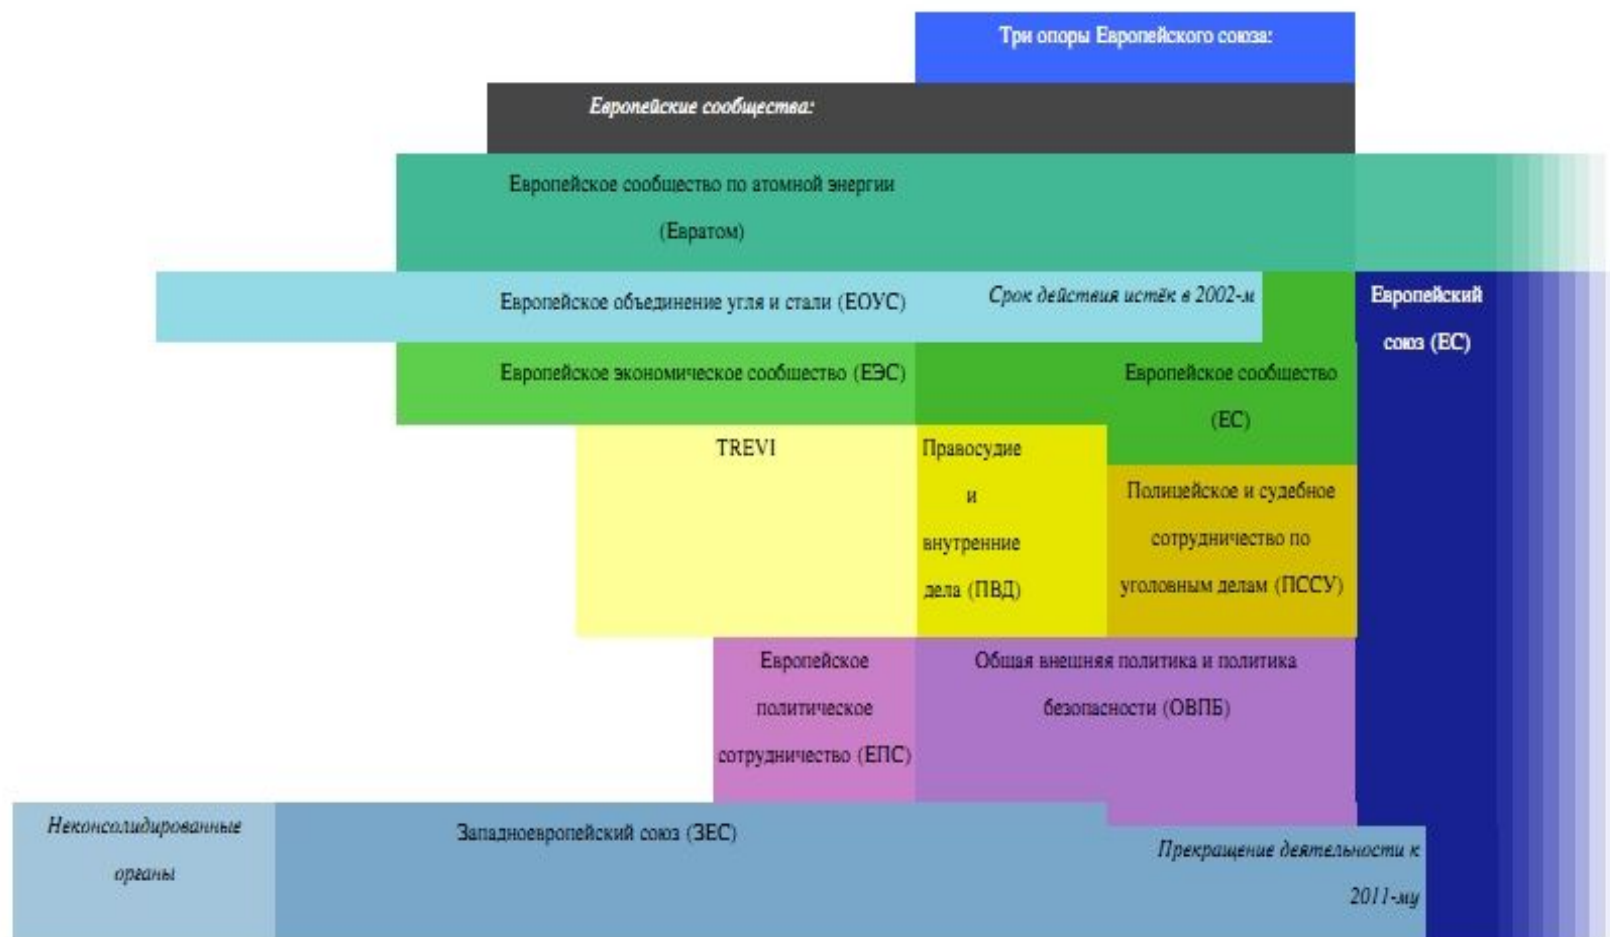 Три опоры Европейского союза:
Европейские сообщества:
Европейское сообщество по атомной энергии
(Евратом)
Европейское объединение угля и стали (ЕОУС)
Срок действия истёк в 2002-м
Европейский
союз (ЕС)
Европейское экономическое сообщество (ЕЭС)
Европейское сообщество
(ЕС)
TREVI
Правосудие
и
внутренние
дела (ПВД)
Полицейское и судебное
сотрудничество по
уголовным делам (ПССУ)
Европейское
политическое
сотрудничество (ЕПС)
Общая внешняя политика и политика
безопасности (ОВПБ)
Неконсолидированные
органы
Западноевропейский союз (ЗЕС)
Прекращение деятельности к
2011-му